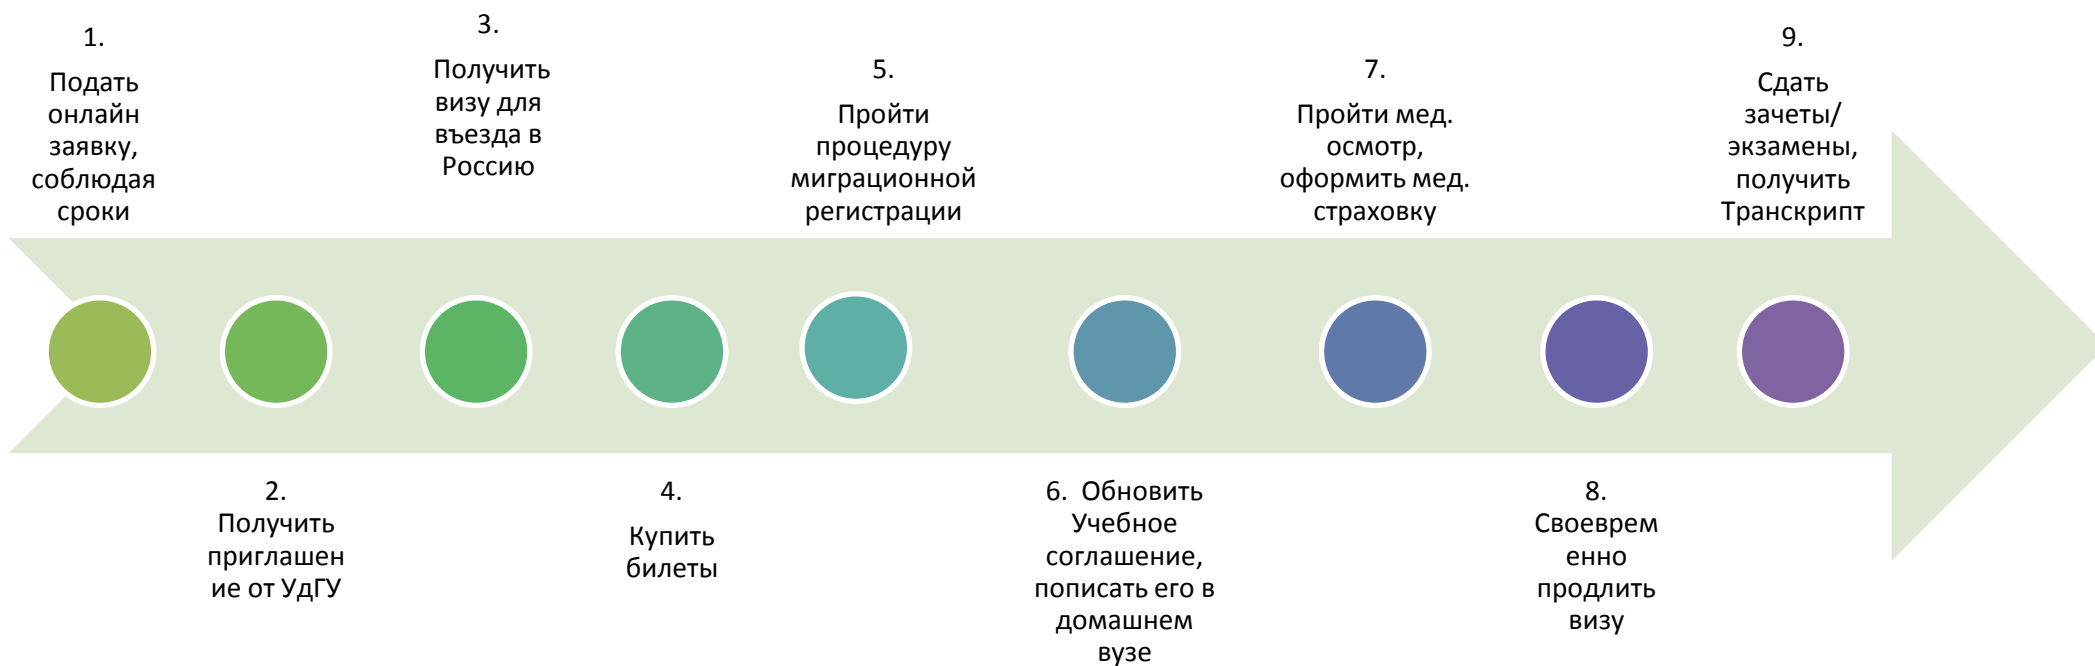 1.
Подать
онлайн
заявку,
соблюдая
сроки
2.
Получить
приглашен
ие от УдГУ
3.
Получить
визу для
въезда в
Россию
4.
Купить
билеты
5.
Пройти
процедуру
миграционной
регистрации
6. Обновить
Учебное
соглашение,
пописать его в
домашнем
вузе
7.
Пройти мед.
осмотр,
оформить мед.
страховку
8.
Своеврем
енно
продлить
визу
9.
Сдать
зачеты/
экзамены,
получить
Транскрипт